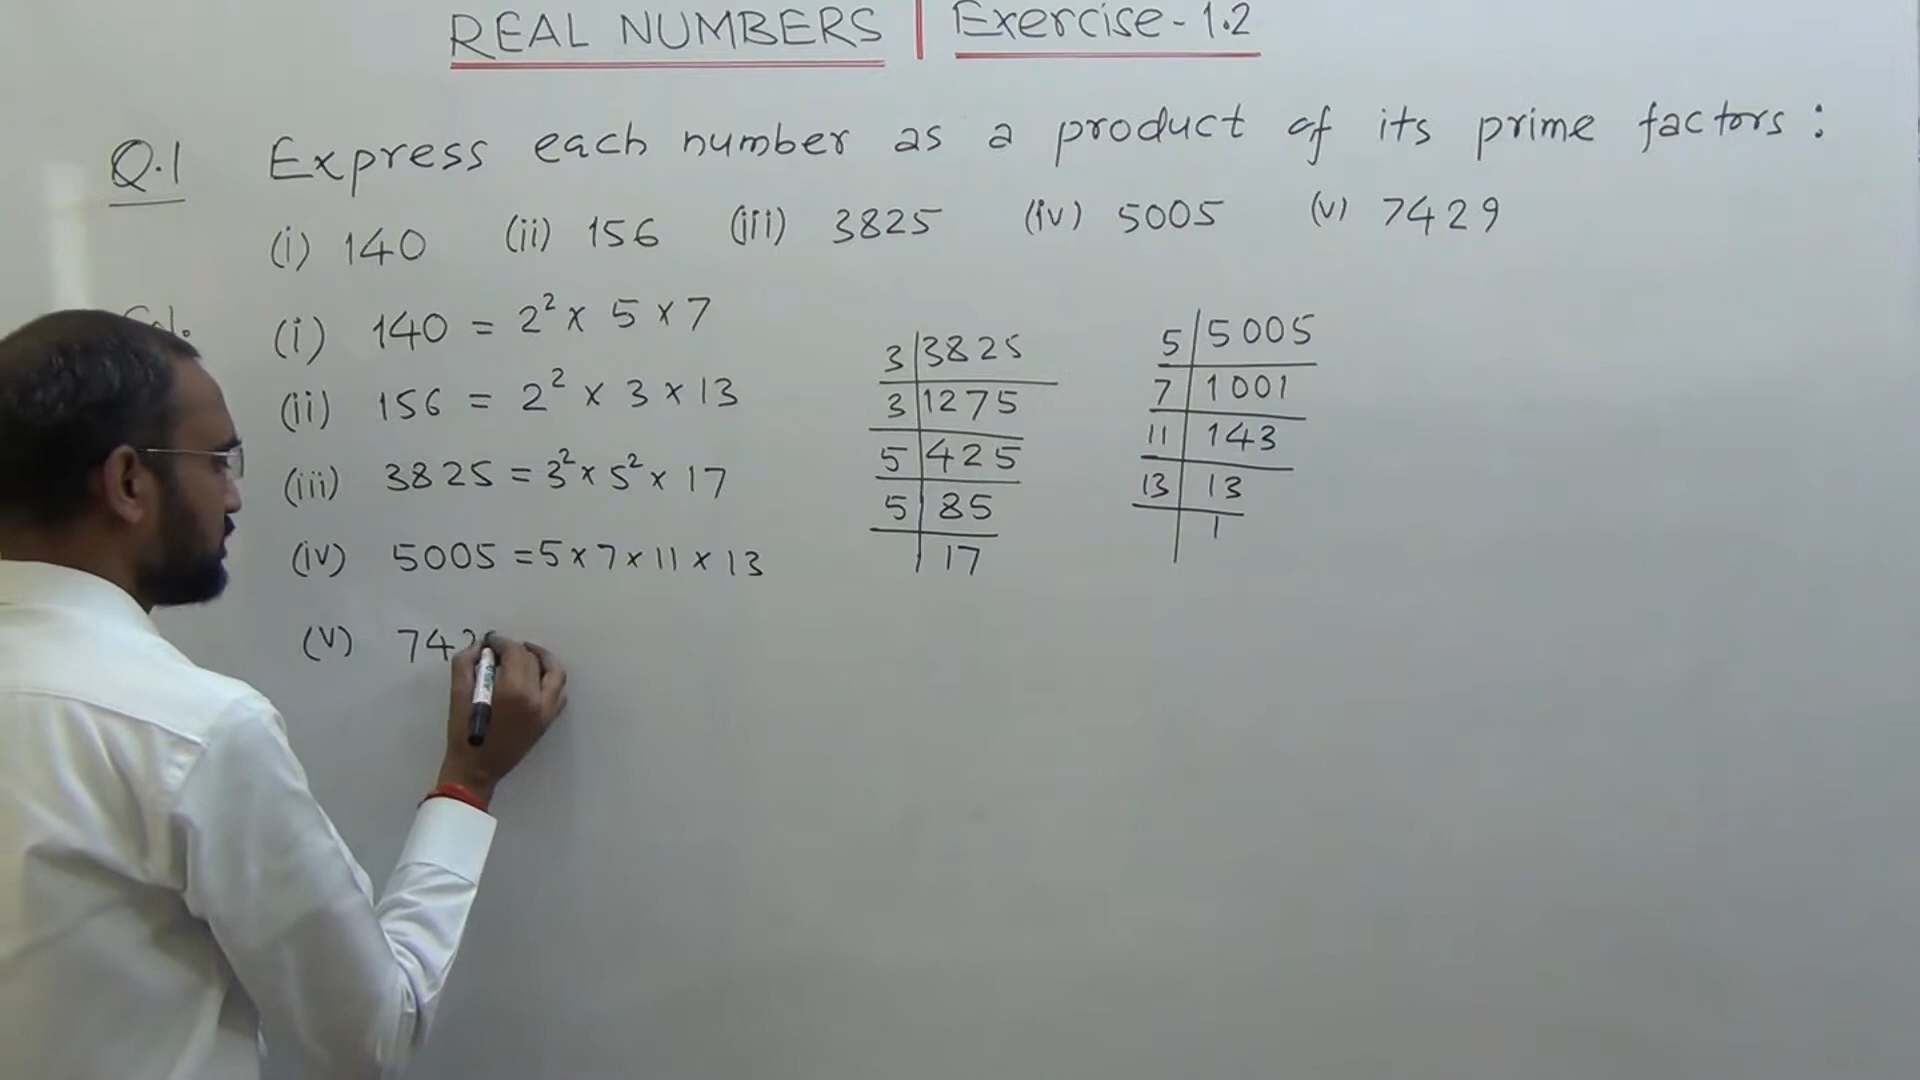 REAL NUMBERS | Exercise-1.2
Q.1 Express each number as a product of its prime factors:
(i) 140 (ii) 156 (iii) 3825 (iv) 5005 (v) 7429
(i) 140 = 2² × 5 × 7
(ii) 156 = 2² × 3 × 13
(iii) 3825 = 3² × 5² × 17
(iv) 5005 = 5 × 7 × 11 × 13
(v) 742
3 | 3825
3 | 1275
5 | 425
5 | 85
| 17
5 | 5005
7 | 1001
11 | 143
13 | 13
| 1